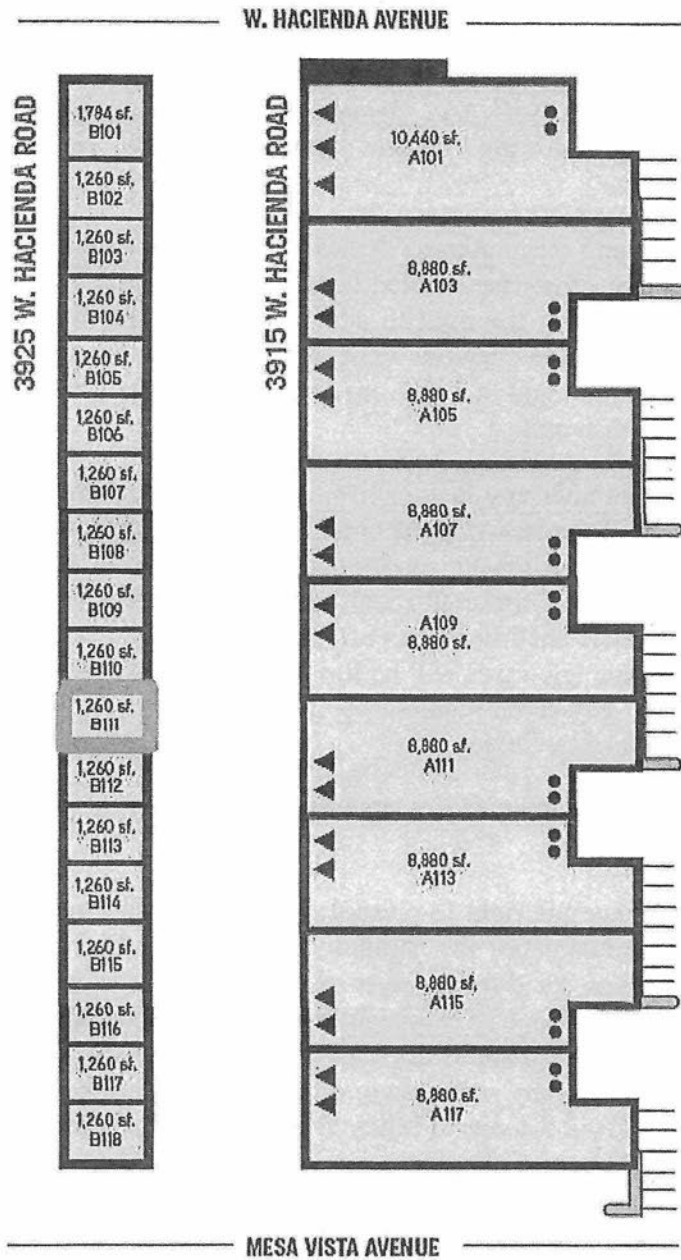 W. HACIENDA AVENUE
3925 W. HACIENDA ROAD
1,784 sf.
B101
1,260 sf.
B102
1,260 sf.
B103
1,260 sf.
B104
1,260 sf.
B105
1,260 sf.
B106
1,260 sf.
B107
1,260 sf.
B108
1,260 sf.
B109
1,260 sf.
B110
1,260 sf.
B111
1,260 sf.
B112
1,260 sf.
B113
1,260 sf.
B114
1,260 sf.
B115
1,260 sf.
B116
1,260 sf.
B117
1,260 sf.
B118
3915 W. HACIENDA ROAD
10,440 sf.
A101
8,880 sf.
A103
8,880 sf.
A105
8,880 sf.
A107
A109
8,880 sf.
8,880 sf.
A111
8,880 sf.
A113
8,880 sf.
A115
8,880 sf.
A117
MESA VISTA AVENUE